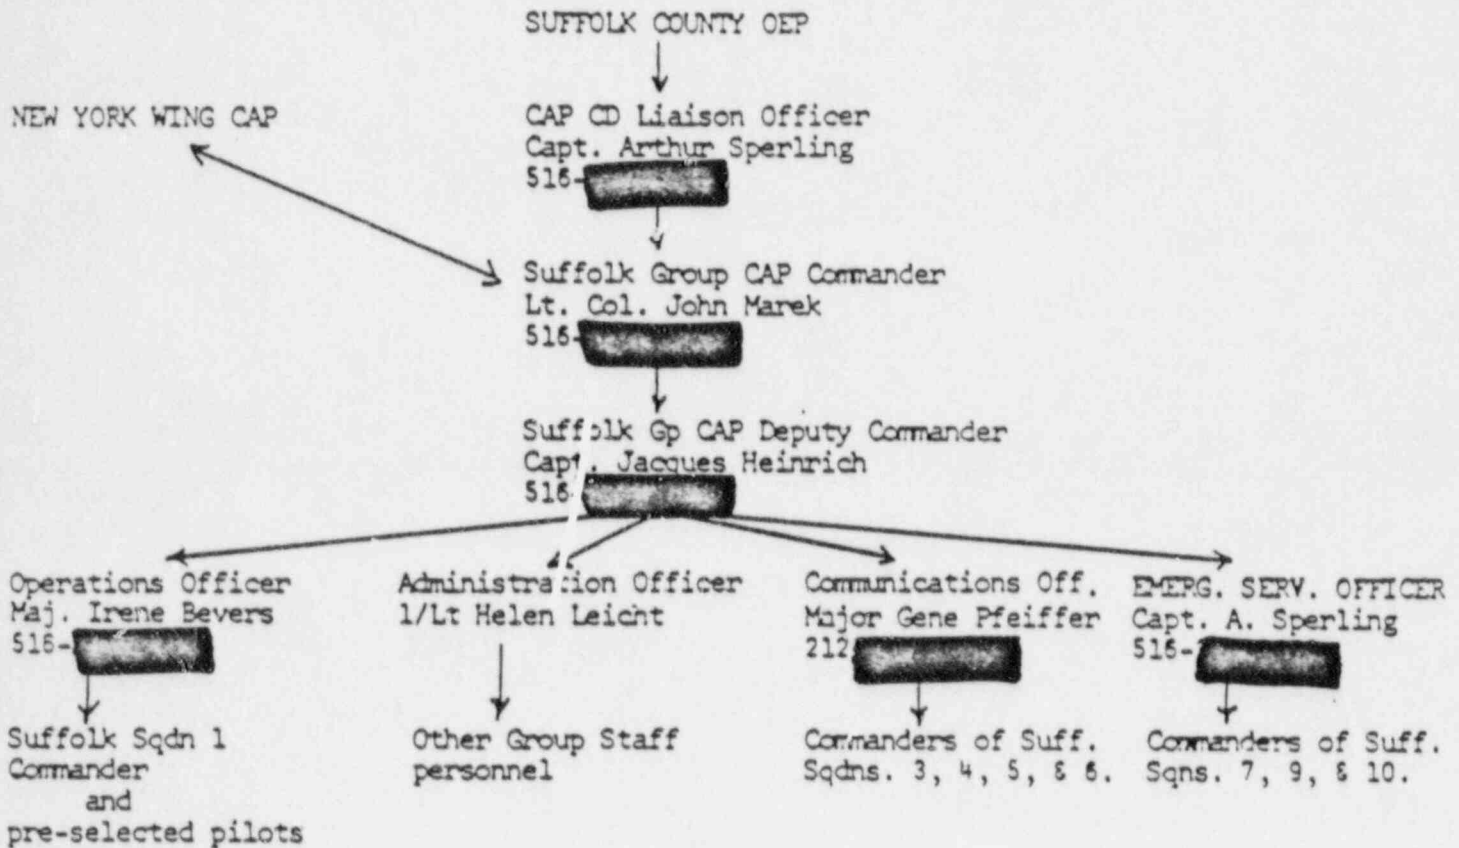 SUFFOLK COUNTY OEP
NEW YORK WING CAP
CAP CD Liaison Officer
Capt. Arthur Sperling
516-
Suffolk Group CAP Commander
Lt. Col. John Marek
516-
Suffolk Gp CAP Deputy Commander
Capt. Jacques Heinrich
516
Operations Officer
Maj. Irene Bevers
516-
Administration Officer
1/Lt Helen Leicht
Communications Off.
Major Gene Pfeiffer
212
EMERG. SERV. OFFICER
Capt. A. Sperling
516-
Suffolk Sqdn 1
Commander
and
pre-selected pilots
Other Group Staff
personnel
Commanders of Suff.
Sqdns. 3, 4, 5, & 6.
Commanders of Suff.
Sqns. 7, 9, & 10.